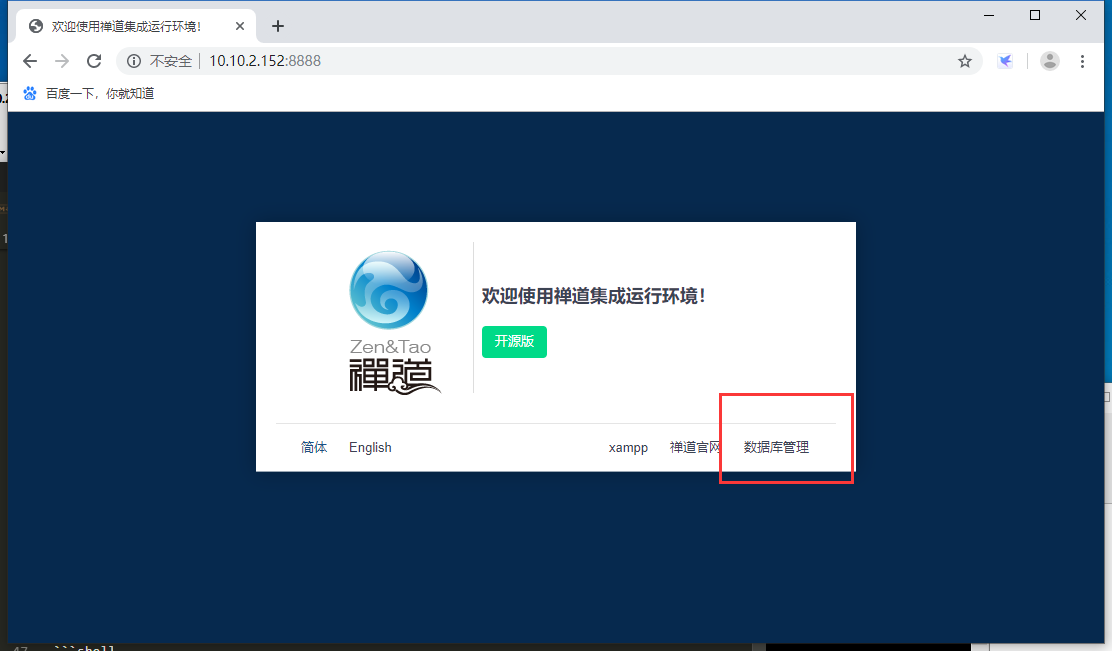 欢迎使用禅道集成运行环境！
不安全
10.10.2.152:8888
百度一下，你就知道
Zen&Tao
禪道
欢迎使用禅道集成运行环境！
开源版
简体 English xampp 禅道官网 数据库管理
47 ```shell